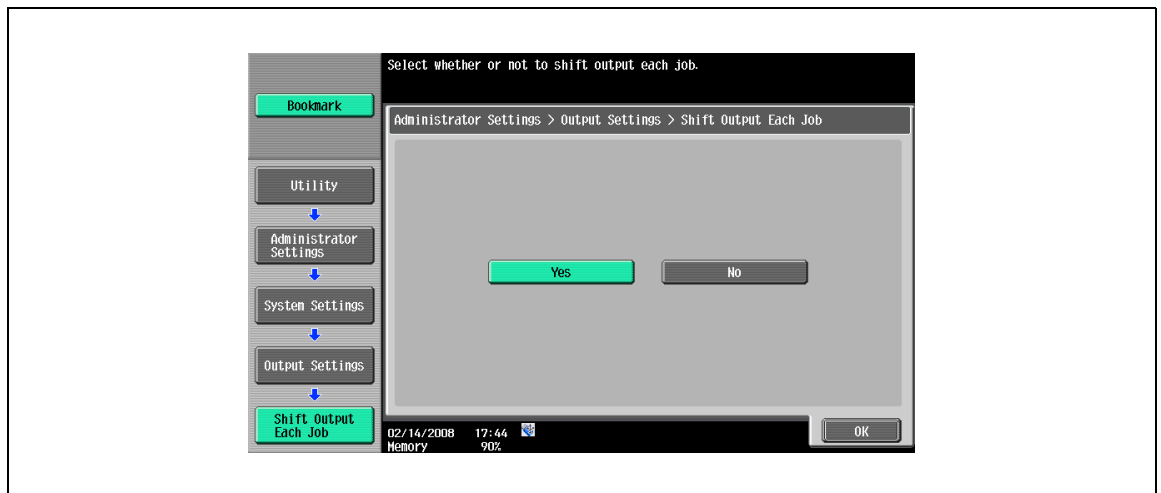 Select whether or not to shift output each job.
Bookmark
Administrator Settings > Output Settings > Shift Output Each Job
Utility
Administrator
Settings
System Settings
Output Settings
Shift Output
Each Job
Yes
No
02/14/2008 17:44
Memory 90%
OK